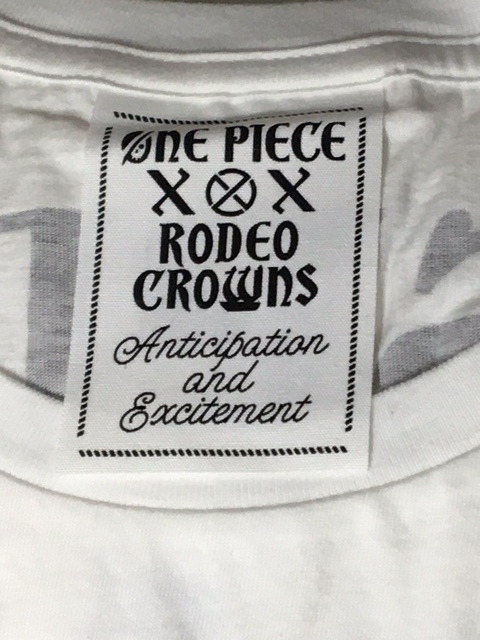 ONE PIECE
X ⓧ X
RODEO
CROWNS
Anticipation
and
Excitement